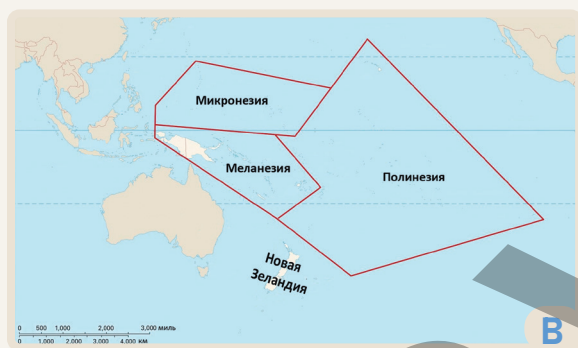 Микронезия
Меланезия
Полинезия
Новая
Зеландия
0 500 1,000 2,000 3,000 миль
0 1.000 2.000 3.000 4.000 км
B